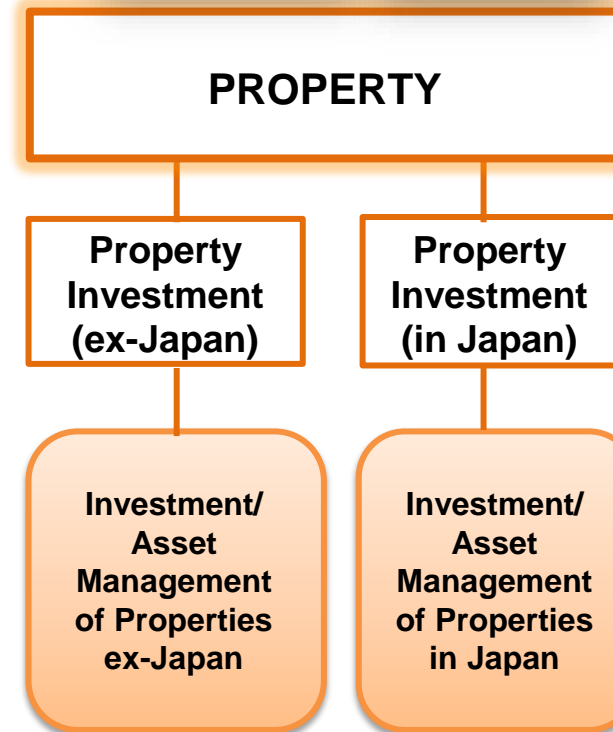 PROPERTY
Property
Investment
(ex-Japan)
Property
Investment
(in Japan)
Investment/
Asset
Management
of Properties
ex-Japan
Investment/
Asset
Management
of Properties
in Japan